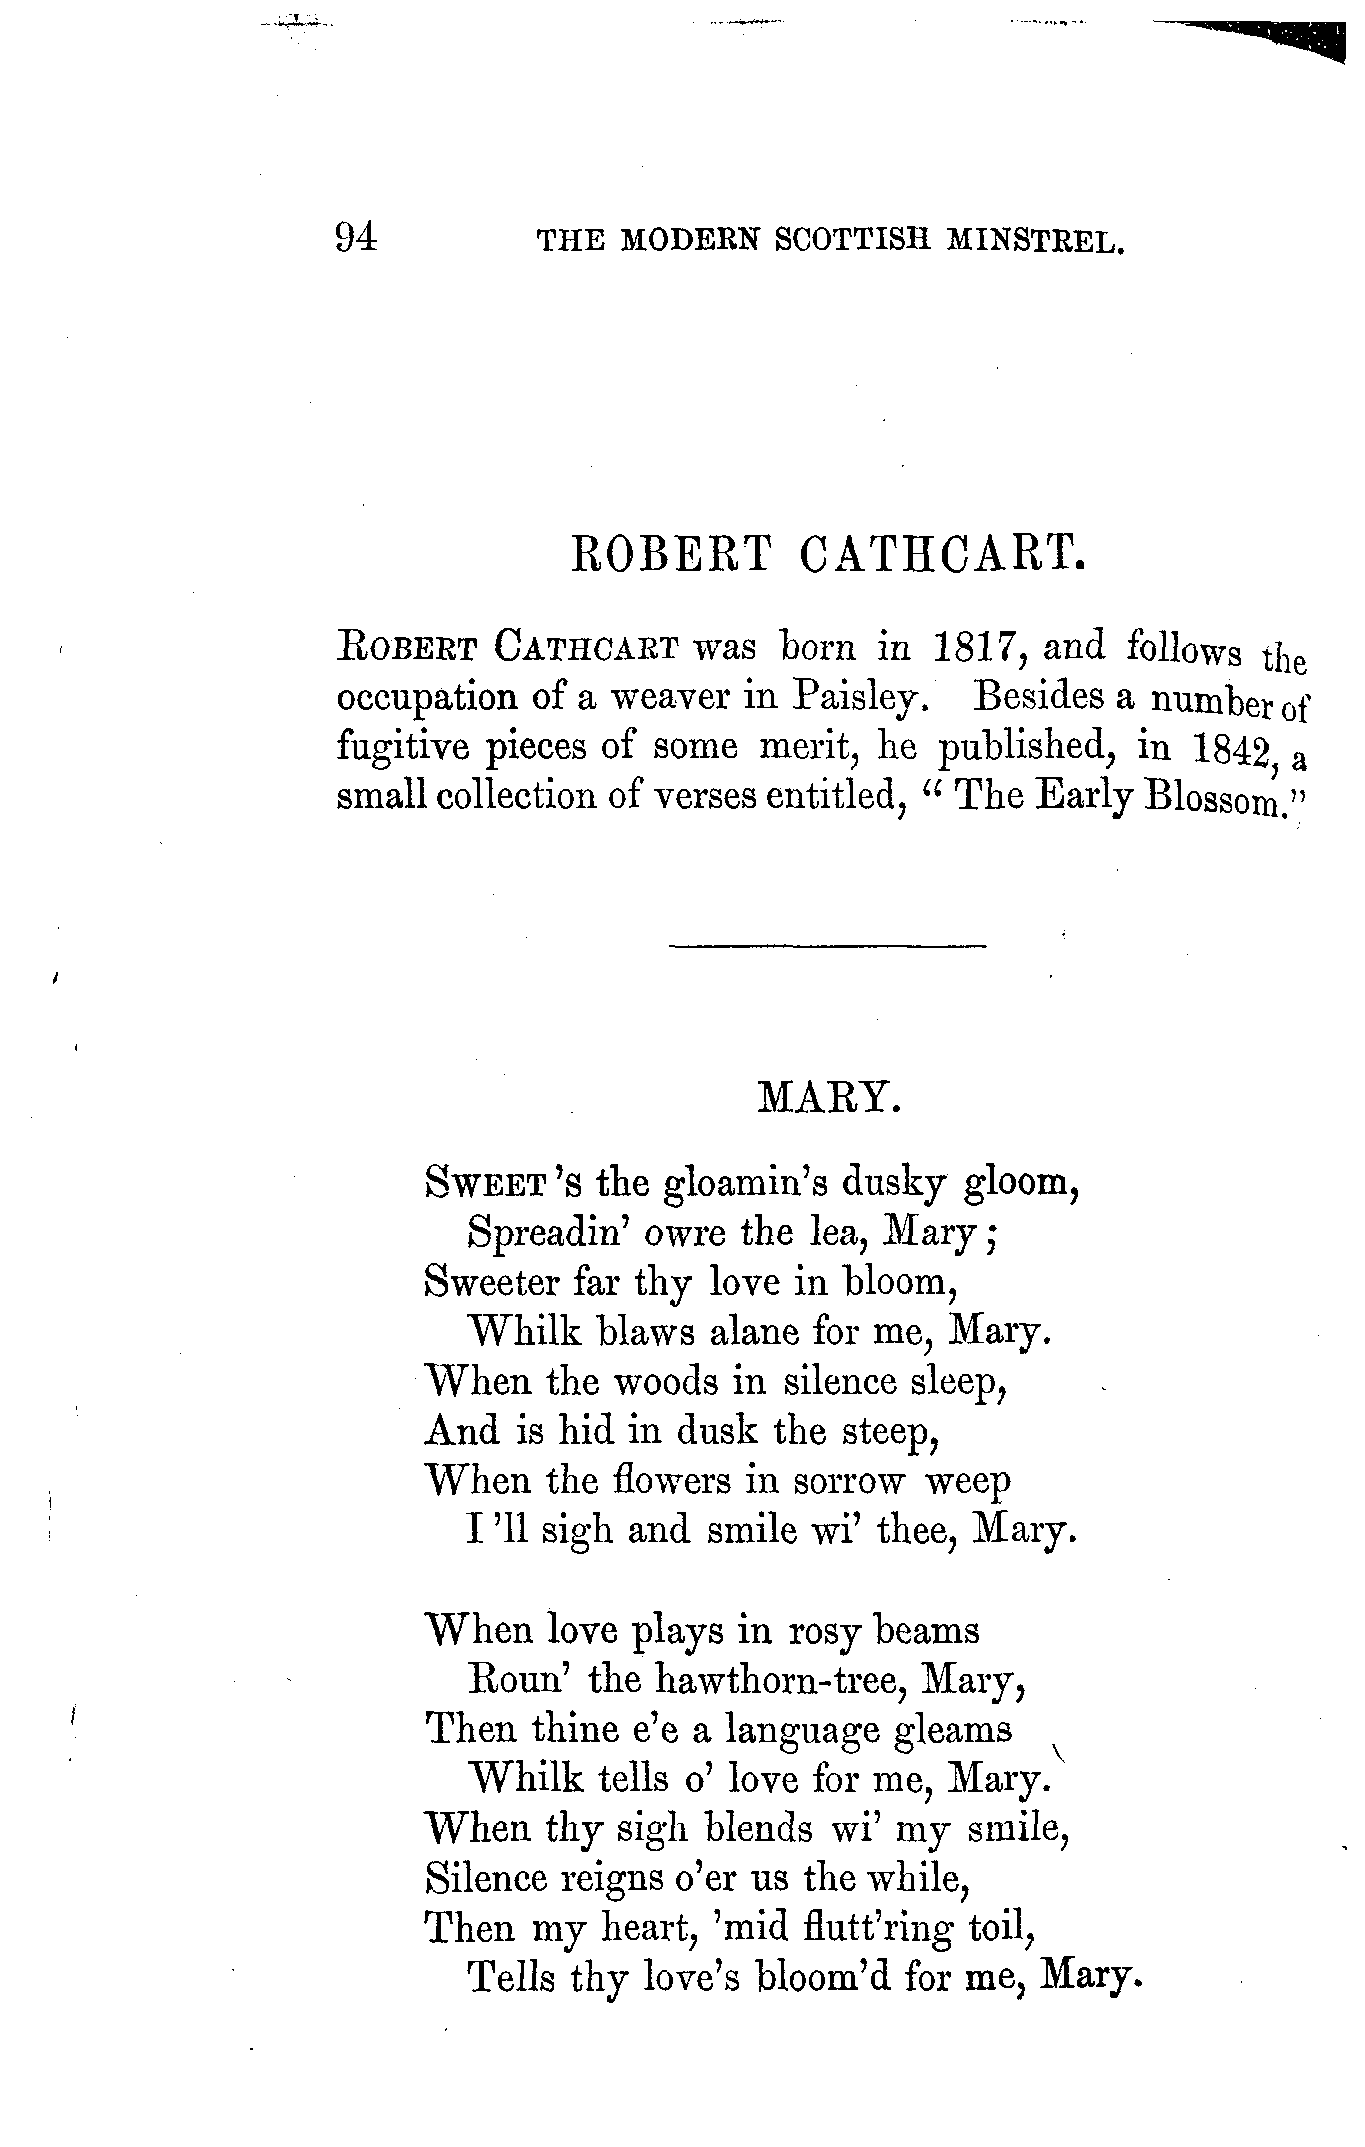 94 THE MODERN SCOTTISH MINSTREL.
ROBERT CATHCART.
ROBERT CATHCART was born in 1817, and follows the
occupation of a weaver in Paisley. Besides a number of
fugitive pieces of some merit, he published, in 1842, a
small collection of verses entitled, “ The Early Blossom.”
MARY.
SWEET 's the gloamin's dusky gloom,
Spreadin' owre the lea, Mary ;
Sweeter far thy love in bloom,
Whilk blaws alane for me, Mary.
When the woods in silence sleep,
And is hid in dusk the steep,
When the flowers in sorrow weep
I 'll sigh and smile wi' thee, Mary.
When love plays in rosy beams
Roun' the hawthorn-tree, Mary,
Then thine e'e a language gleams
Whilk tells o' love for me, Mary.
When thy sigh blends wi' my smile,
Silence reigns o'er us the while,
Then my heart, 'mid flutt'ring toil,
Tells thy love's bloom'd for me, Mary.